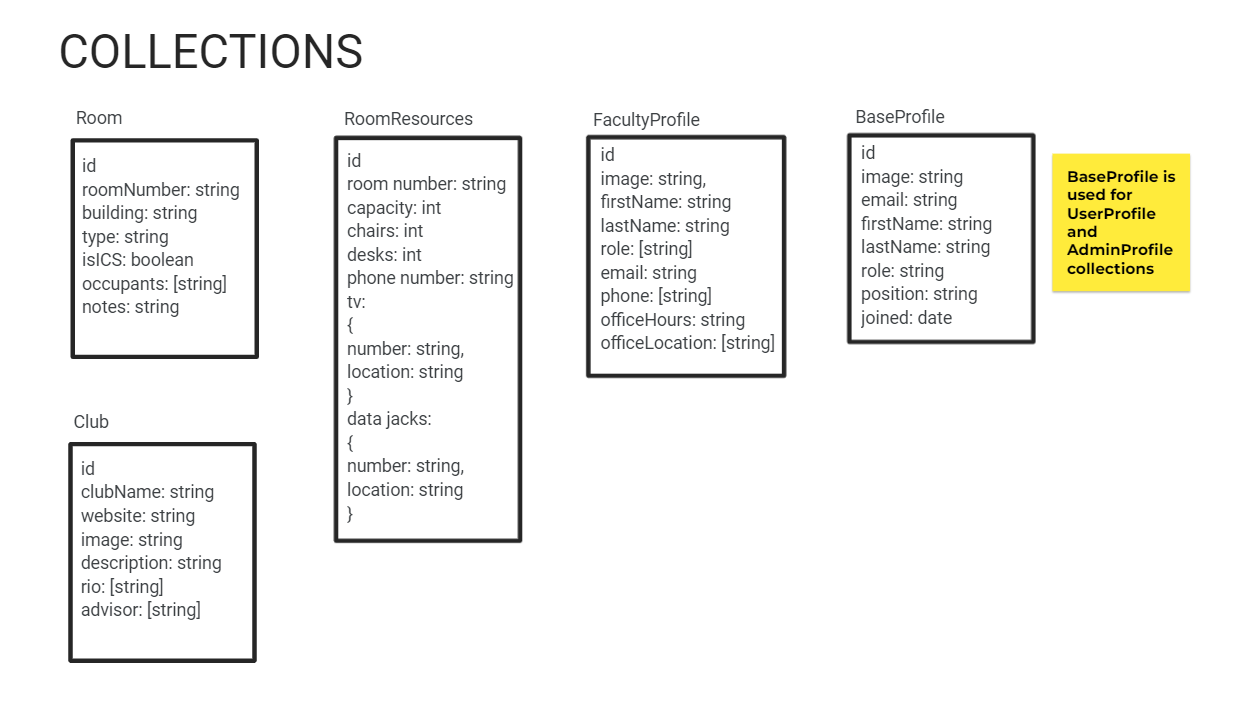 COLLECTIONS
Room
id
roomNumber: string
building: string
type: string
isICS: boolean
occupants: [string]
notes: string
Club
id
clubName: string
website: string
image: string
description: string
rio: [string]
advisor: [string]
RoomResources
id
room number: string
capacity: int
chairs: int
desks: int
phone number: string
tv:
{
number: string,
location: string
}
data jacks:
{
number: string,
location: string
}
FacultyProfile
id
image: string,
firstName: string
lastName: string
role: [string]
email: string
phone: [string]
officeHours: string
officeLocation: [string]
BaseProfile
id
image: string
email: string
firstName: string
lastName: string
role: string
position: string
joined: date
BaseProfile is
used for
UserProfile
and
AdminProfile
collections